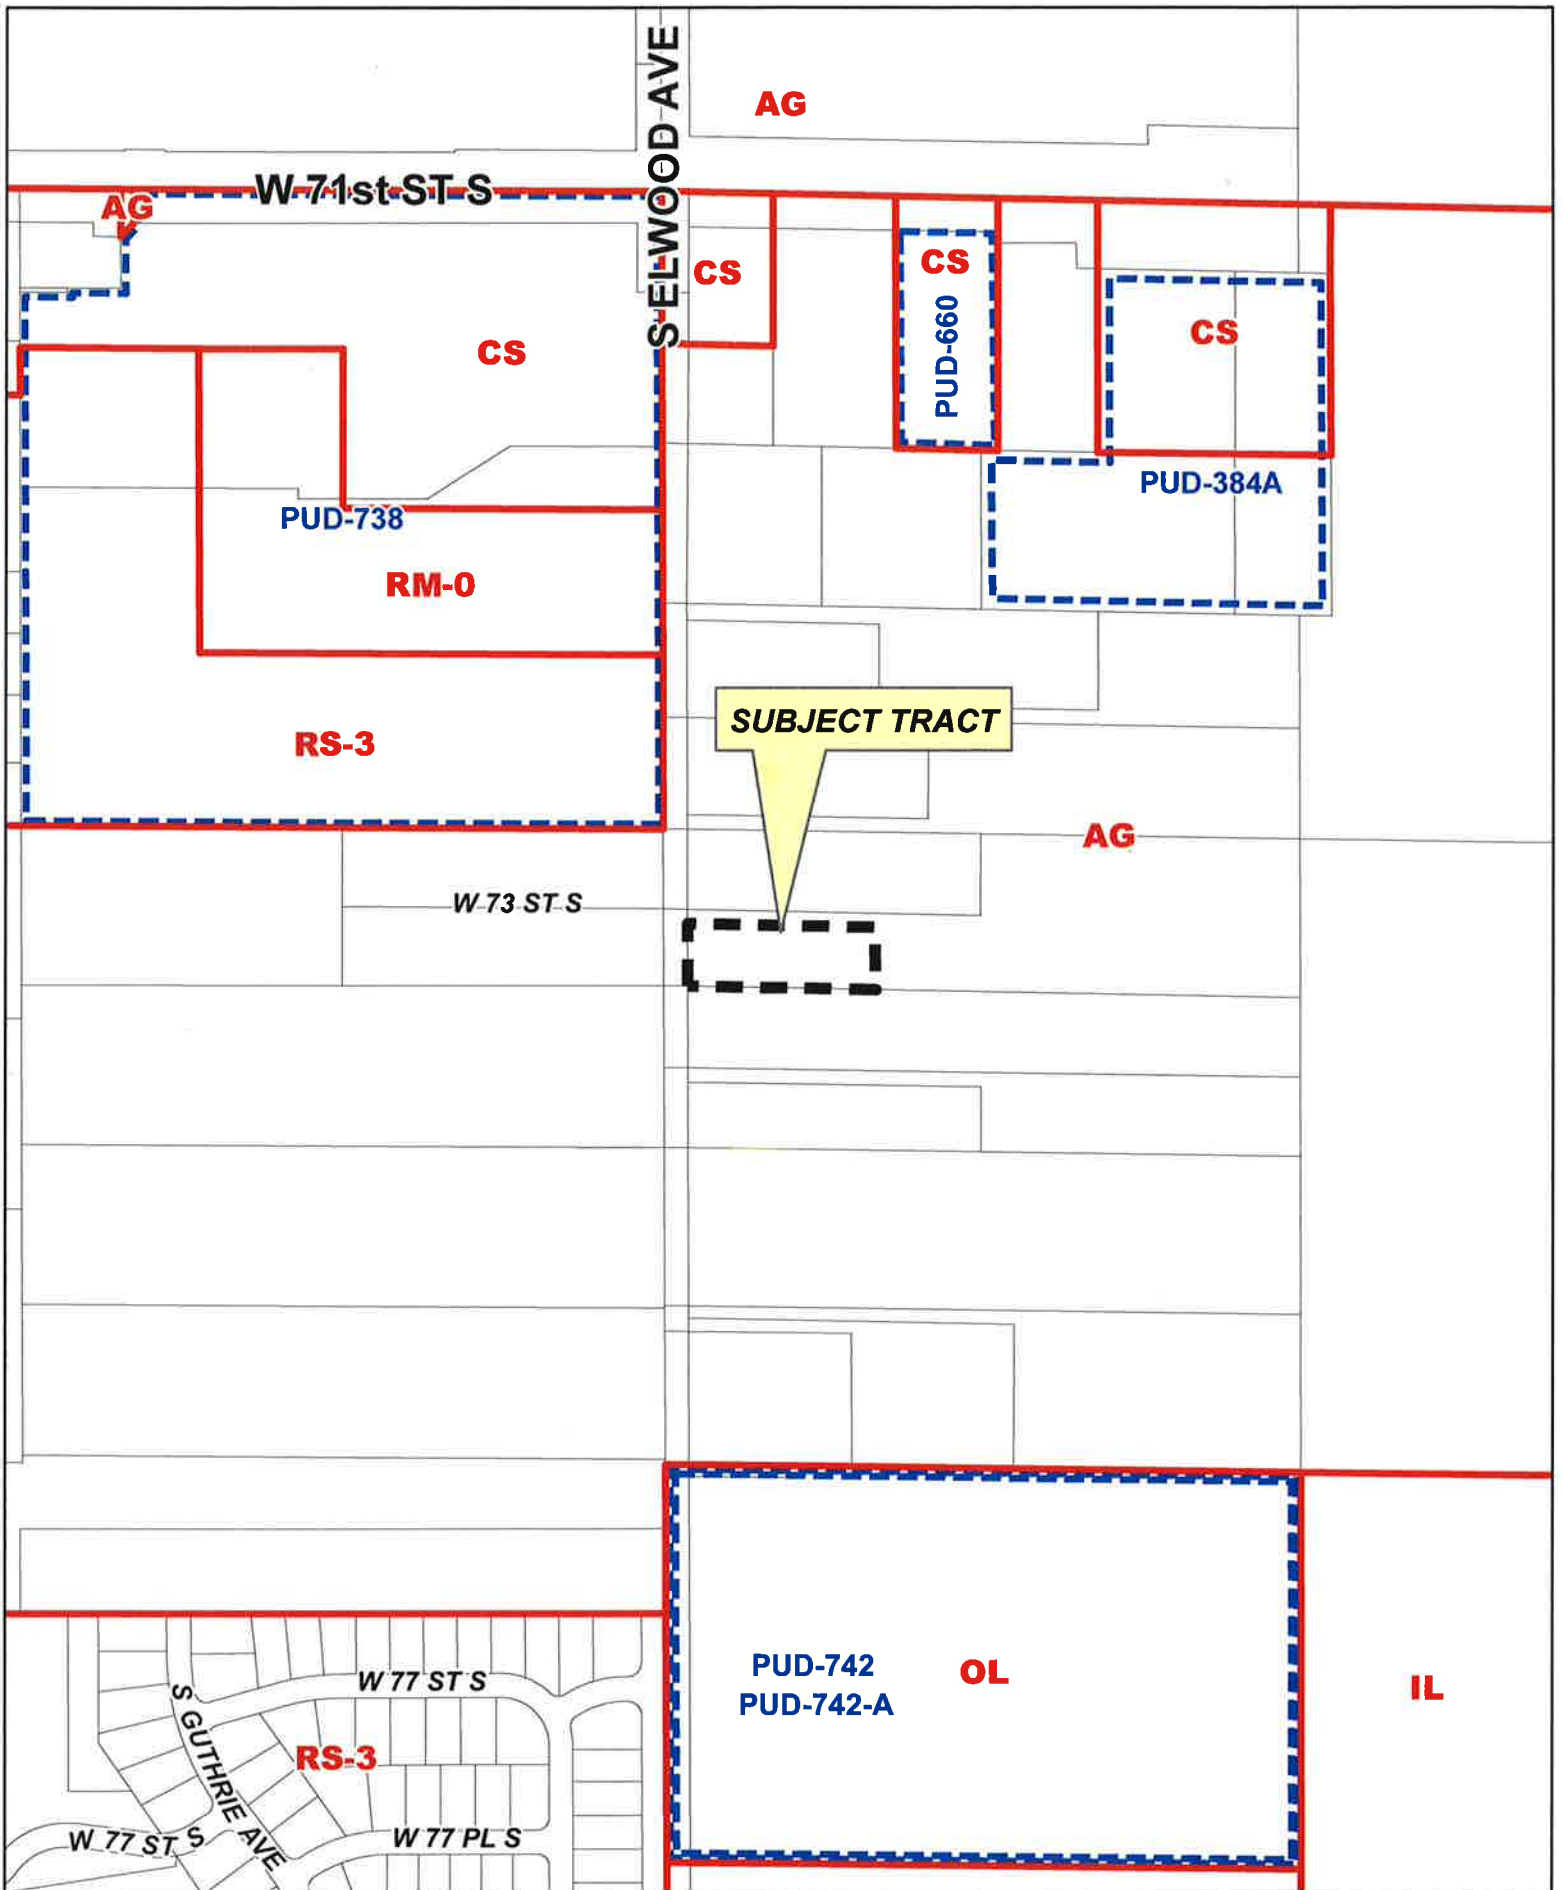 S ELWOOD AVE
AG
W 71st ST S
AG
CS
CS
PUD-660
CS
CS
PUD-384A
PUD-738
RM-0
SUBJECT TRACT
RS-3
AG
W 73 ST S
PUD-742
OL
PUD-742-A
IL
W 77 ST S
S GUTHRIE AVE
RS-3
W 77 ST S
W 77 PL S